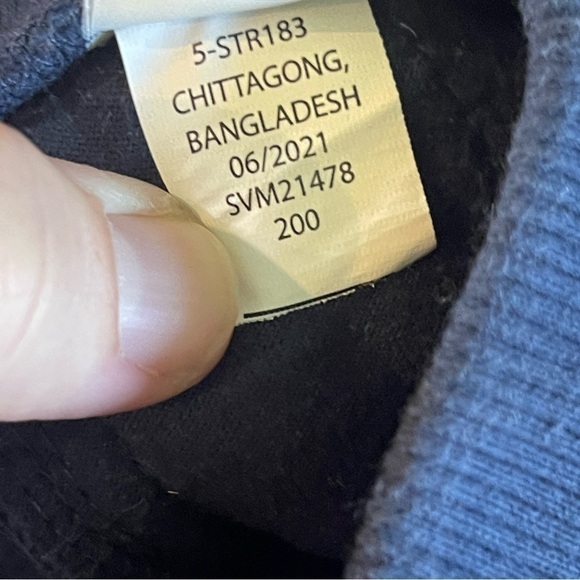 5-STR183
CHITTAGONG,
BANGLADESH
06/2021
SVM21478
200